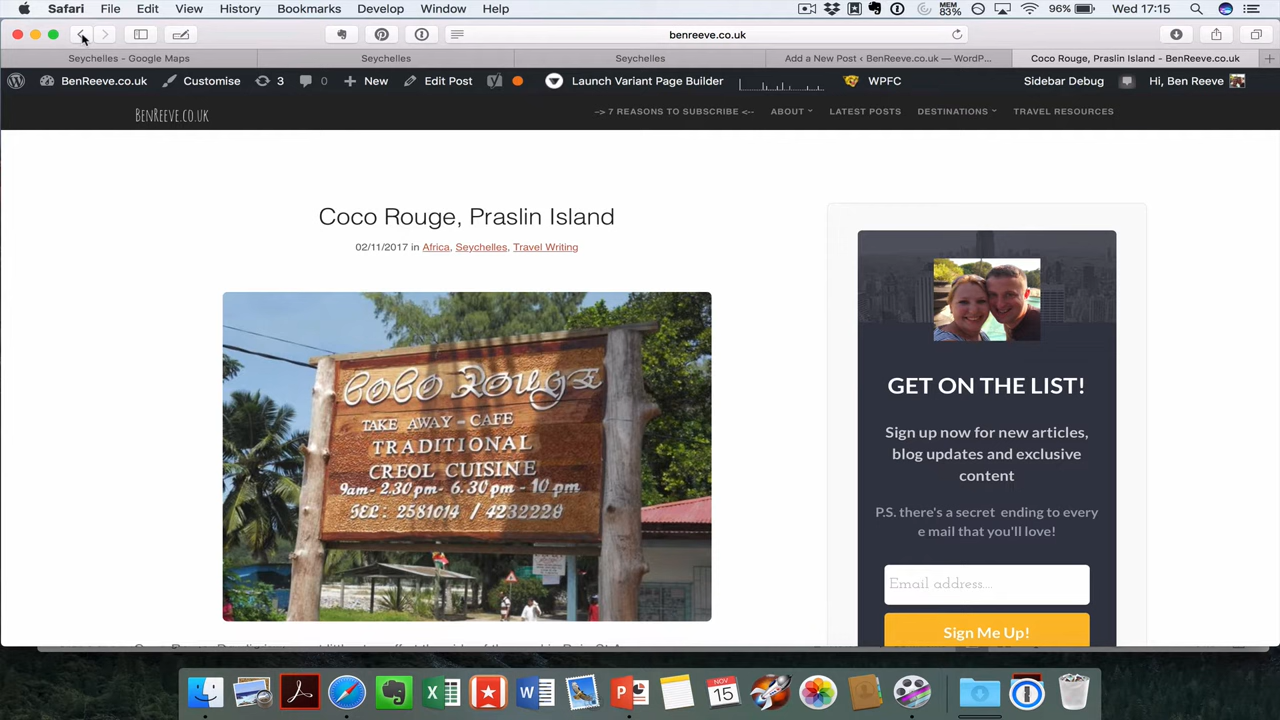 Safari File Edit View History Bookmarks Develop Window Help MEM 83% 96% Wed 17:15
benreeve.co.uk
Seychelles - Google Maps Seychelles Seychelles Add a New Post ‹ BenReeve.co.uk — WordP... Coco Rouge, Praslin Island - BenReeve.co.uk
BenReeve.co.uk Customise 3 0 New Edit Post Launch Variant Page Builder WPFC Sidebar Debug Hi, Ben Reeve
BenReeve.co.uk –> 7 REASONS TO SUBSCRIBE <– ABOUT LATEST POSTS DESTINATIONS TRAVEL RESOURCES
Coco Rouge, Praslin Island
02/11/2017 in Africa, Seychelles, Travel Writing
Coco Rouge
TAKE AWAY - CAFE
TRADITIONAL
CREOL CUISINE
9am- 2.30 pm- 6.30 pm - 10 pm
TEL: 2581014 / 4232228
GET ON THE LIST!
Sign up now for new articles,
blog updates and exclusive
content
P.S. there's a secret ending to every
e mail that you'll love!
Email address....
Sign Me Up!
NOV
15